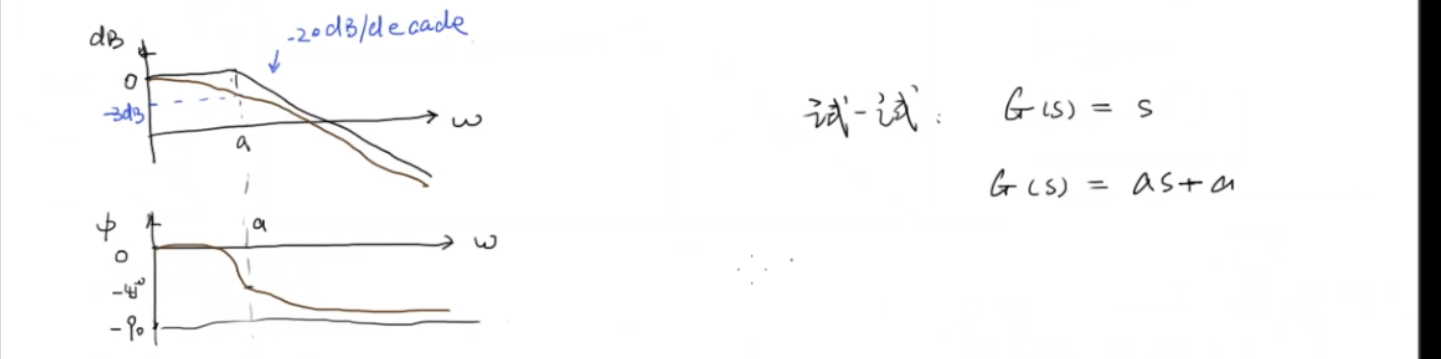 dB
-20dB/decade
0
-3dB
ω
a
φ
a
ω
0
-45°
-90
试一试: G(s) = s
G(s) = as+a